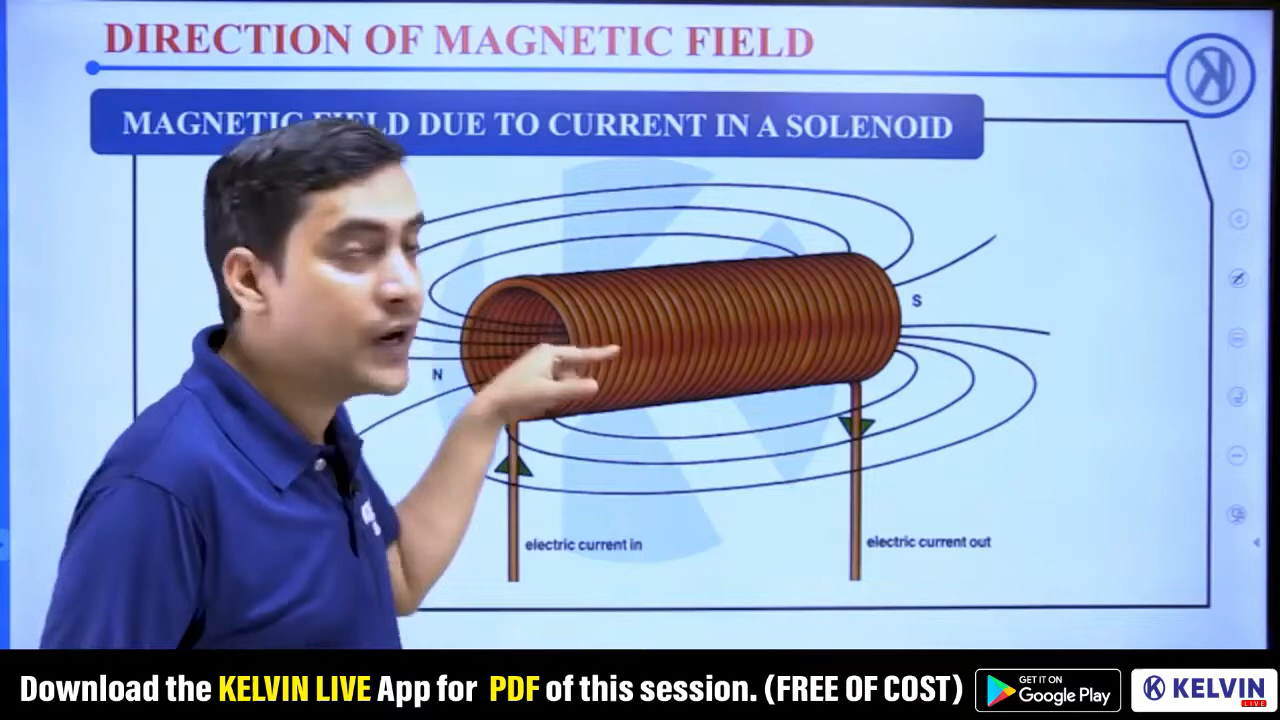 DIRECTION OF MAGNETIC FIELD
MAGNETIC FIELD DUE TO CURRENT IN A SOLENOID
S
N
electric current in
electric current out
Download the KELVIN LIVE App for PDF of this session. (FREE OF COST)
GET IT ON
Google Play
KELVIN
LIVE